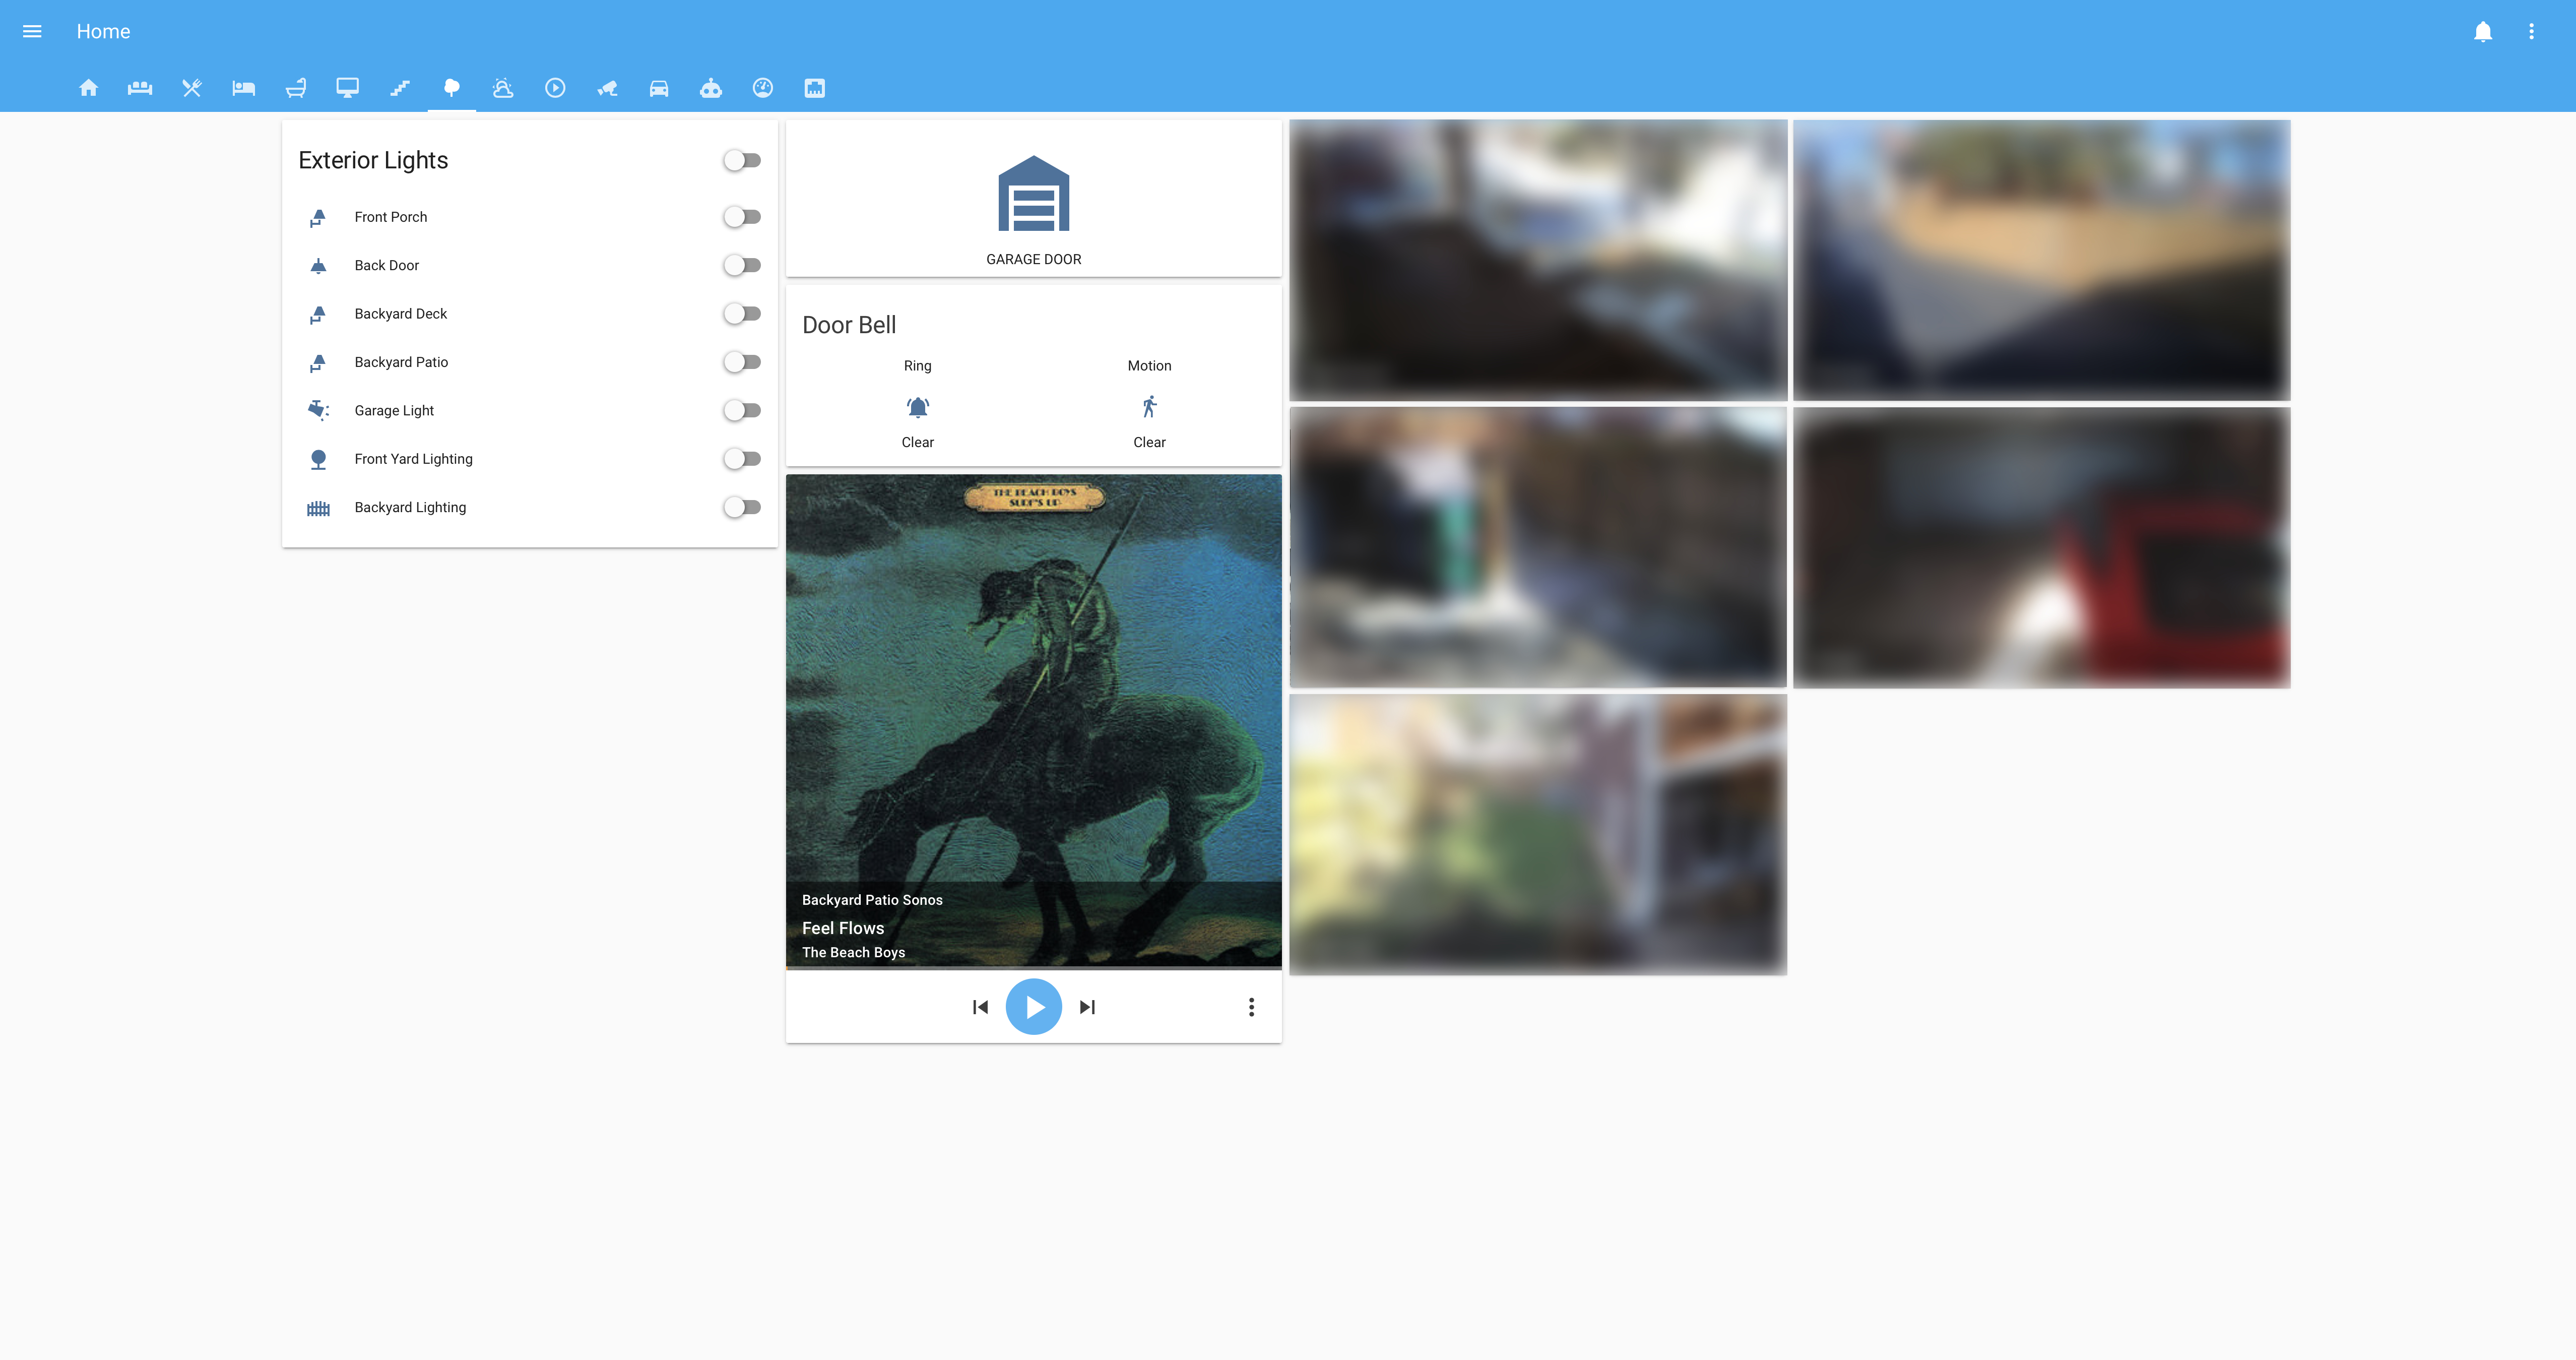 Home
Exterior Lights
Front Porch
Back Door
Backyard Deck
Backyard Patio
Garage Light
Front Yard Lighting
Backyard Lighting
GARAGE DOOR
Door Bell
Ring
Motion
Clear
Clear
THE BEACH BOYS
SURF'S UP
Backyard Patio Sonos
Feel Flows
The Beach Boys